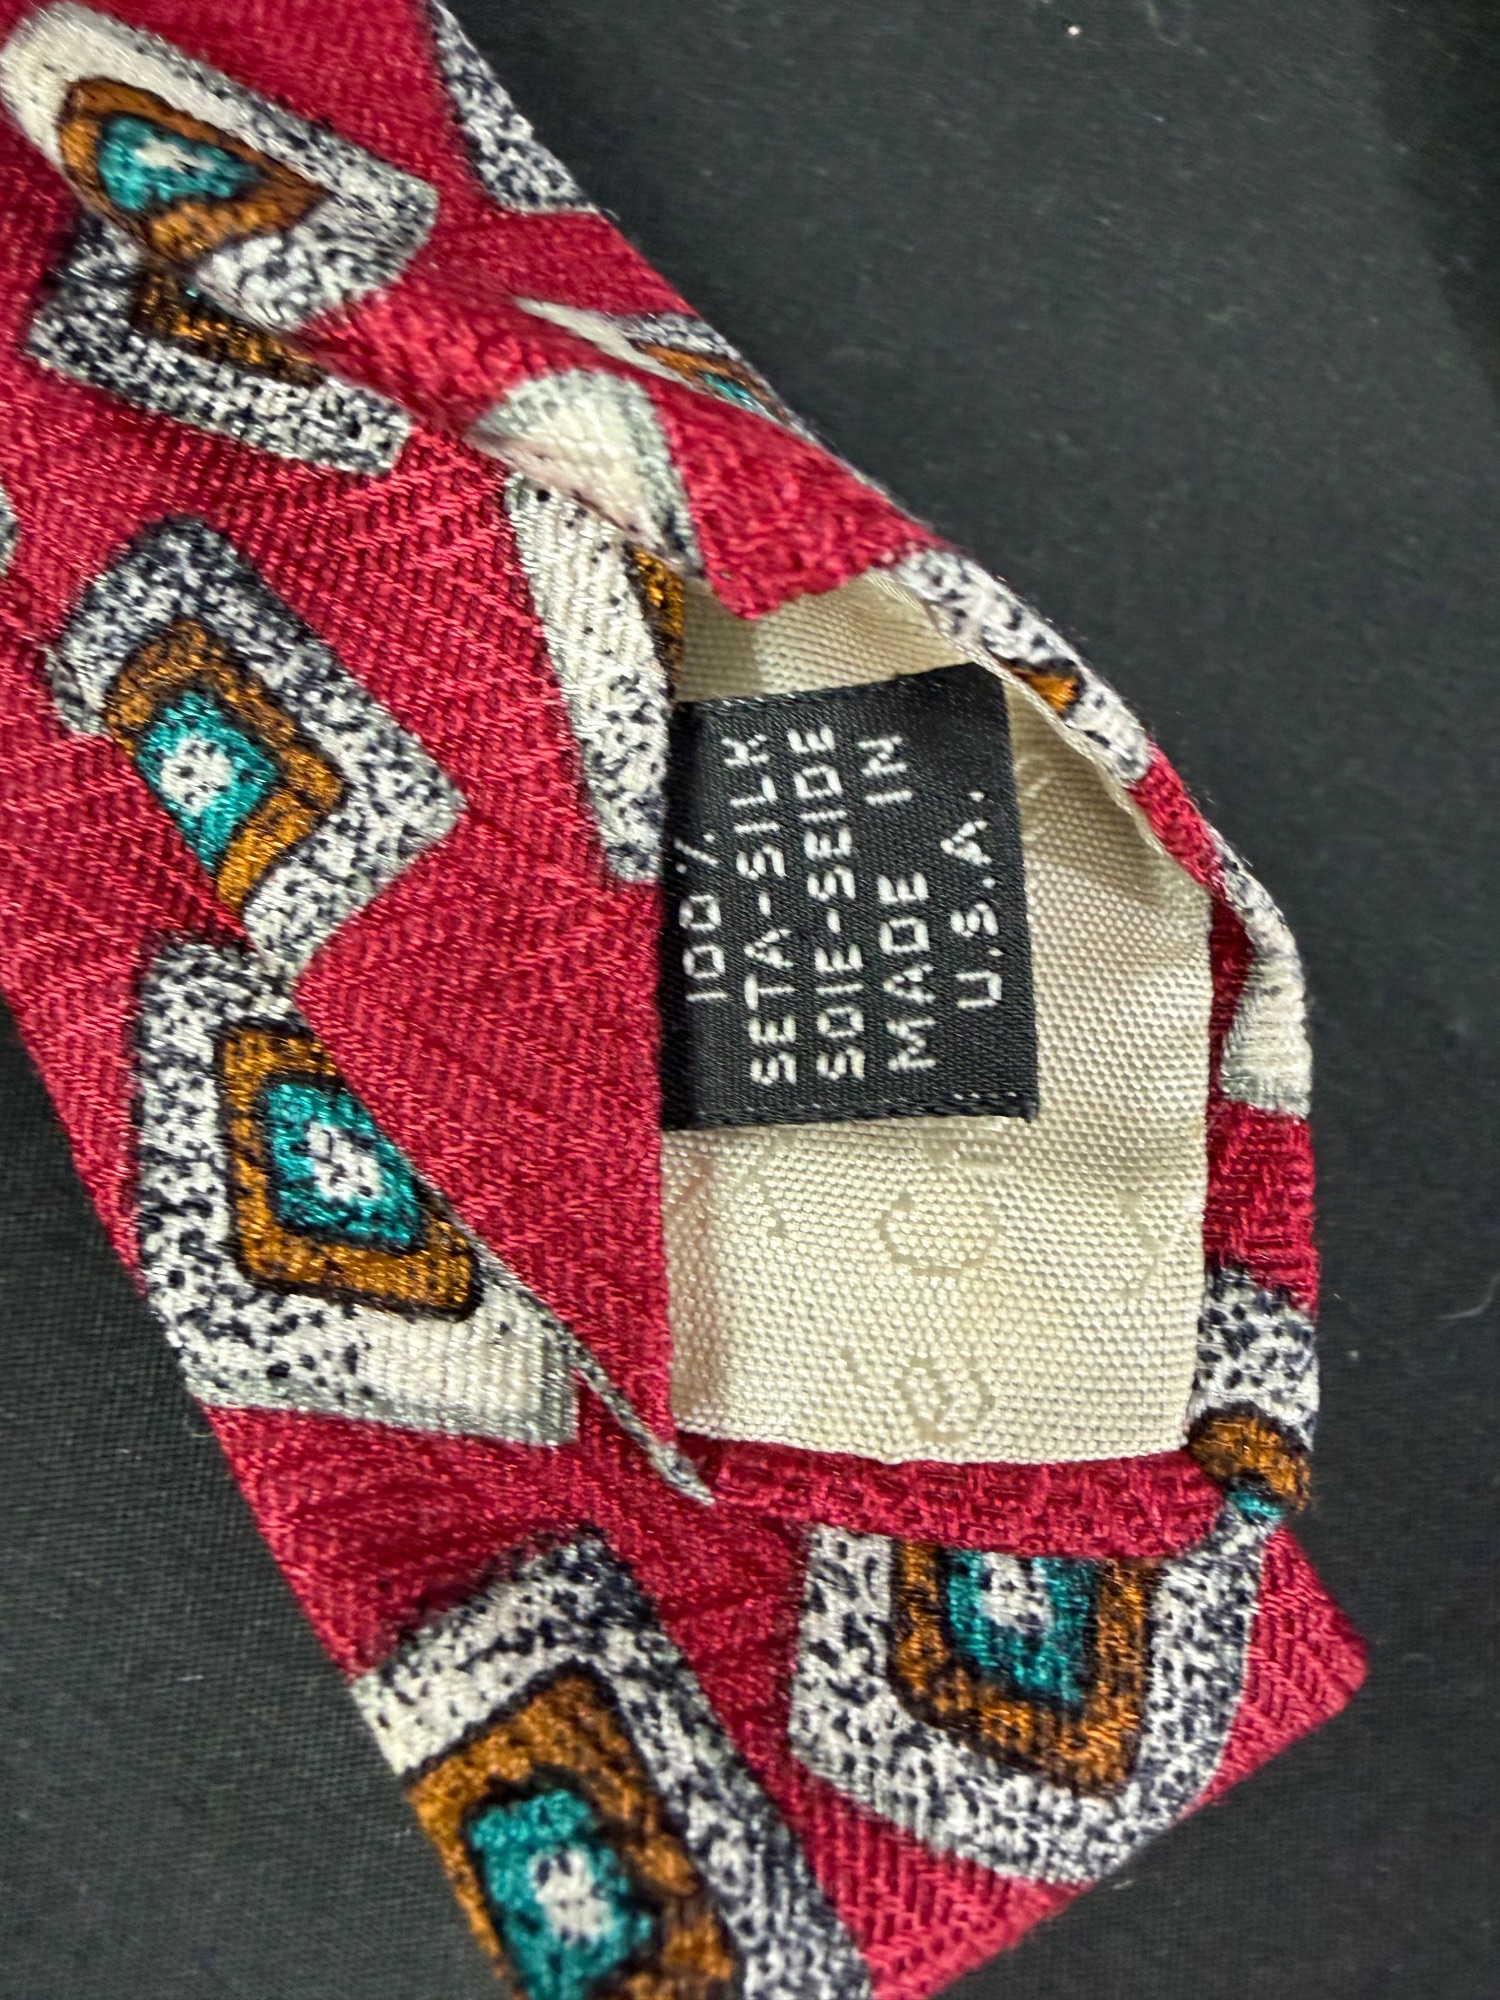 100%
SETA-SILK
SOIE-SEIDE
MADE IN
U.S.A.